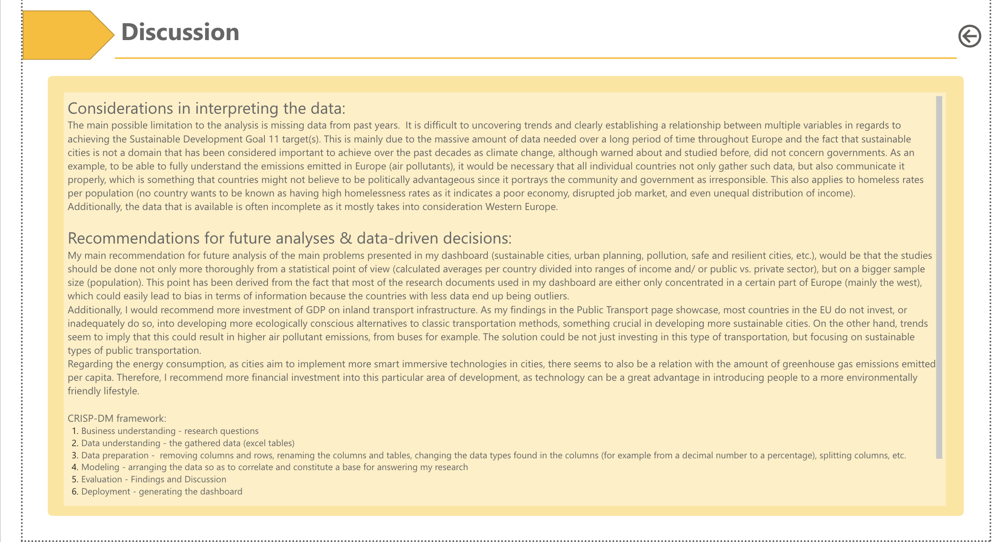 Discussion
Considerations in interpreting the data:
The main possible limitation to the analysis is missing data from past years.  It is difficult to uncovering trends and clearly establishing a relationship between multiple variables in regards to
achieving the Sustainable Development Goal 11 target(s). This is mainly due to the massive amount of data needed over a long period of time throughout Europe and the fact that sustainable
cities is not a domain that has been considered important to achieve over the past decades as climate change, although warned about and studied before, did not concern governments. As an
example, to be able to fully understand the emissions emitted in Europe (air pollutants), it would be necessary that all individual countries not only gather such data, but also communicate it
properly, which is something that countries might not believe to be politically advantageous since it portrays the community and government as irresponsible. This also applies to homeless rates
per population (no country wants to be known as having high homelessness rates as it indicates a poor economy, disrupted job market, and even unequal distribution of income).
Additionally, the data that is available is often incomplete as it mostly takes into consideration Western Europe.
Recommendations for future analyses & data-driven decisions:
My main recommendation for future analysis of the main problems presented in my dashboard (sustainable cities, urban planning, pollution, safe and resilient cities, etc.), would be that the studies
should be done not only more thoroughly from a statistical point of view (calculated averages per country divided into ranges of income and/ or public vs. private sector), but on a bigger sample
size (population). This point has been derived from the fact that most of the research documents used in my dashboard are either only concentrated in a certain part of Europe (mainly the west),
which could easily lead to bias in terms of information because the countries with less data end up being outliers.
Additionally, I would recommend more investment of GDP on inland transport infrastructure. As my findings in the Public Transport page showcase, most countries in the EU do not invest, or
inadequately do so, into developing more ecologically conscious alternatives to classic transportation methods, something crucial in developing more sustainable cities. On the other hand, trends
seem to imply that this could result in higher air pollutant emissions, from buses for example. The solution could be not just investing in this type of transportation, but focusing on sustainable
types of public transportation.
Regarding the energy consumption, as cities aim to implement more smart immersive technologies in cities, there seems to also be a relation with the amount of greenhouse gas emissions emitted
per capita. Therefore, I recommend more financial investment into this particular area of development, as technology can be a great advantage in introducing people to a more environmentally
friendly lifestyle.
CRISP-DM framework:
1. Business understanding - research questions
2. Data understanding - the gathered data (excel tables)
3. Data preparation -  removing columns and rows, renaming the columns and tables, changing the data types found in the columns (for example from a decimal number to a percentage), splitting columns, etc.
4. Modeling - arranging the data so as to correlate and constitute a base for answering my research
5. Evaluation - Findings and Discussion
6. Deployment - generating the dashboard